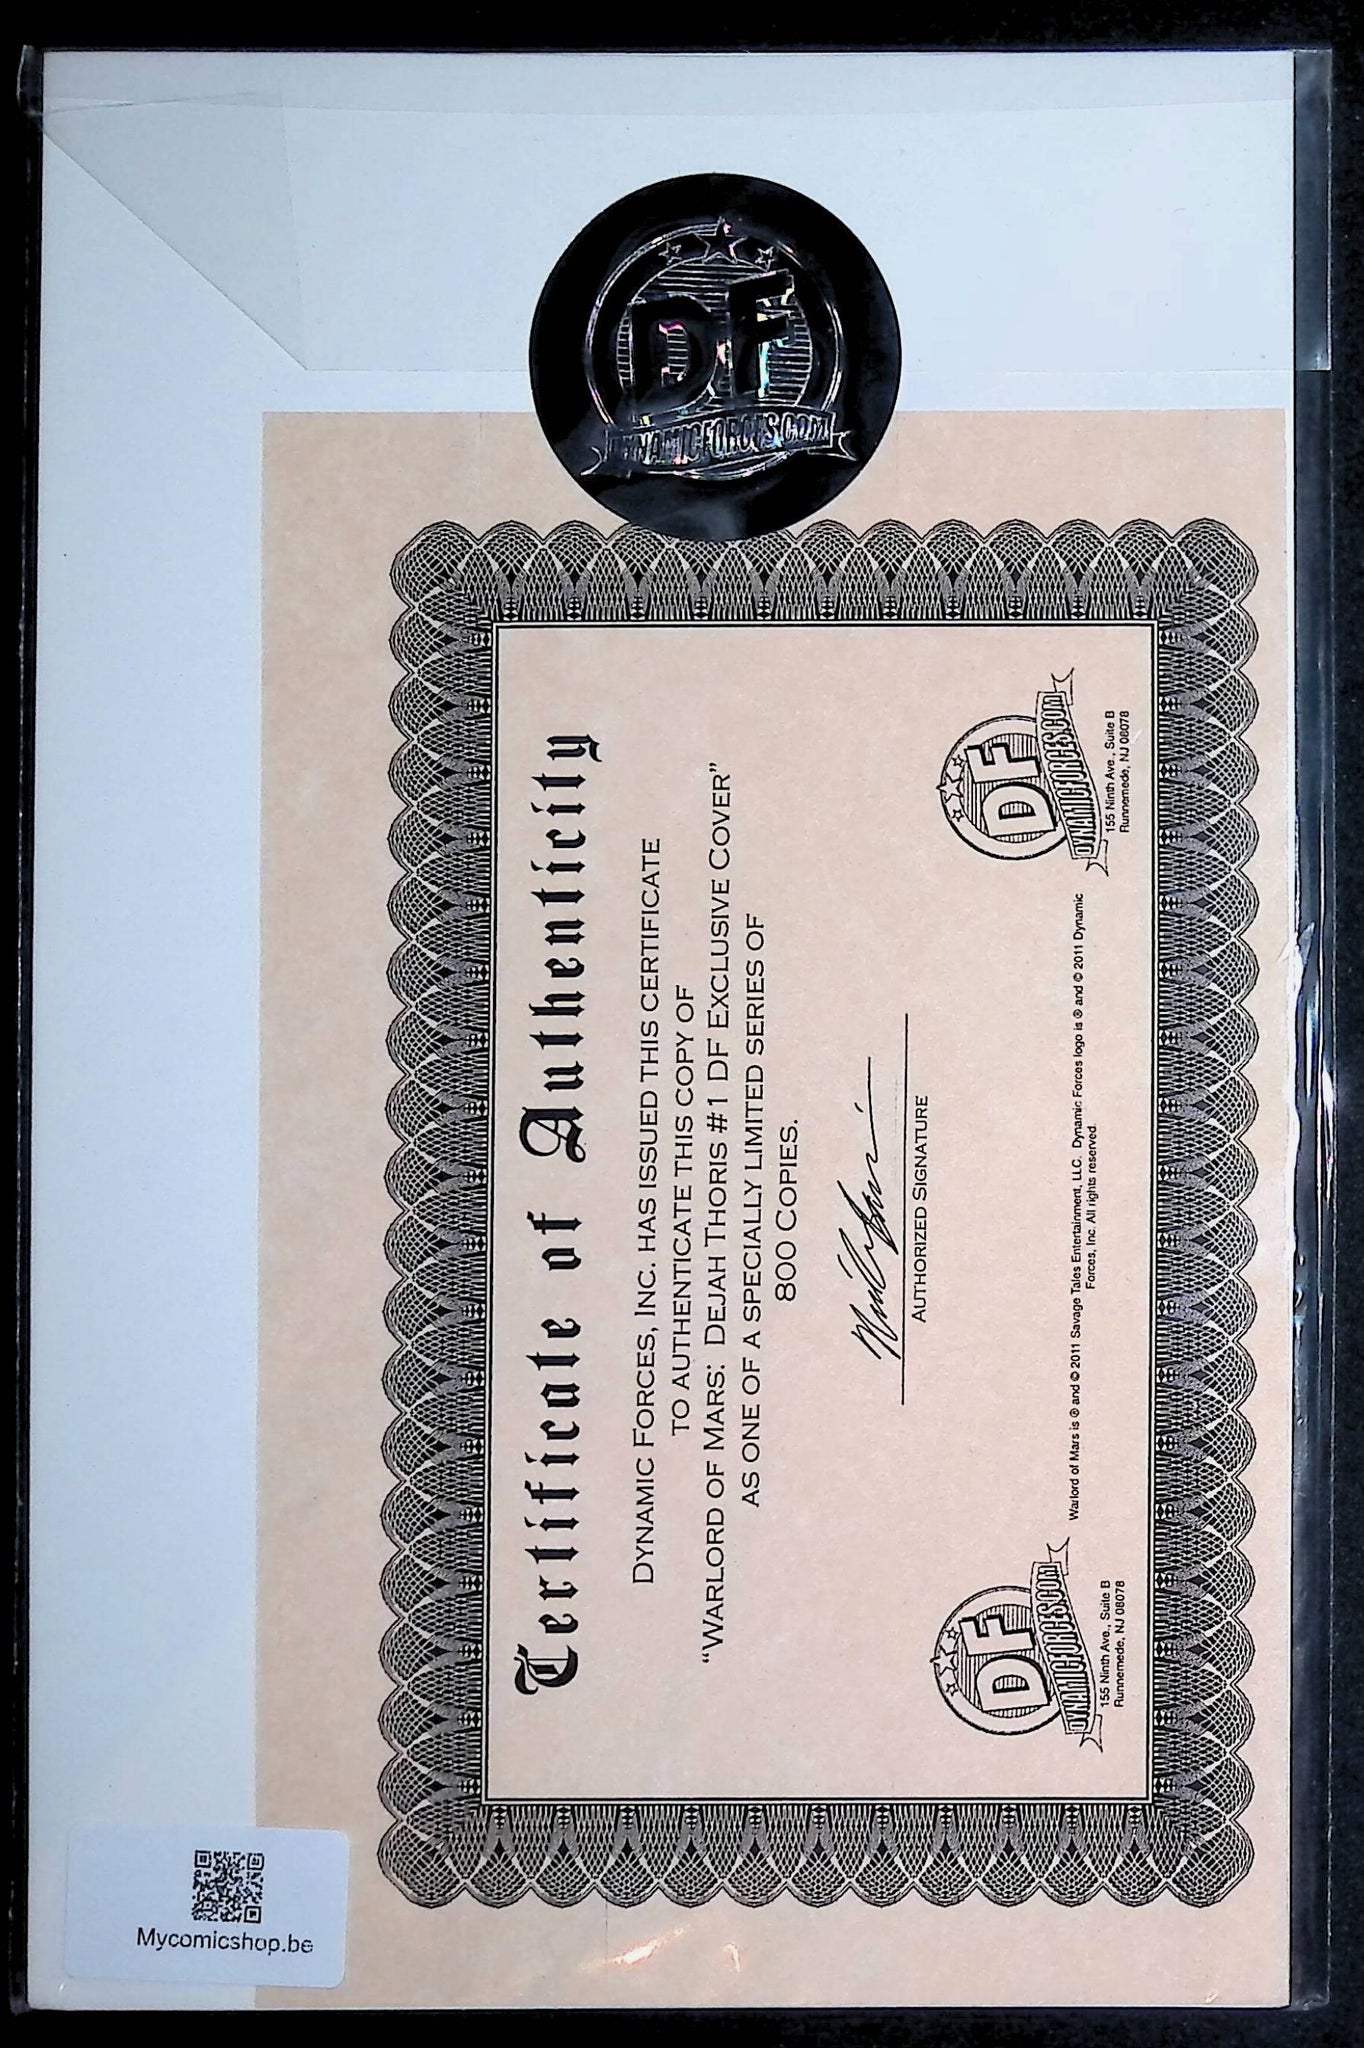 DF
DYNAMICFORCES.COM
Certificate of Authenticity
DYNAMIC FORCES, INC. HAS ISSUED THIS CERTIFICATE
TO AUTHENTICATE THIS COPY OF
"WARLORD OF MARS: DEJAH THORIS #1 DF EXCLUSIVE COVER"
AS ONE OF A SPECIALLY LIMITED SERIES OF
800 COPIES.
AUTHORIZED SIGNATURE
DF
DYNAMICFORCES.COM
155 Ninth Ave., Suite B
Runnemede, NJ 08078
Warlord of Mars is ® and © 2011 Savage Tales Entertainment, LLC. Dynamic Forces logo is ® and © 2011 Dynamic
Forces, Inc. All rights reserved.
DF
DYNAMICFORCES.COM
155 Ninth Ave., Suite B
Runnemede, NJ 08078
Mycomicshop.be